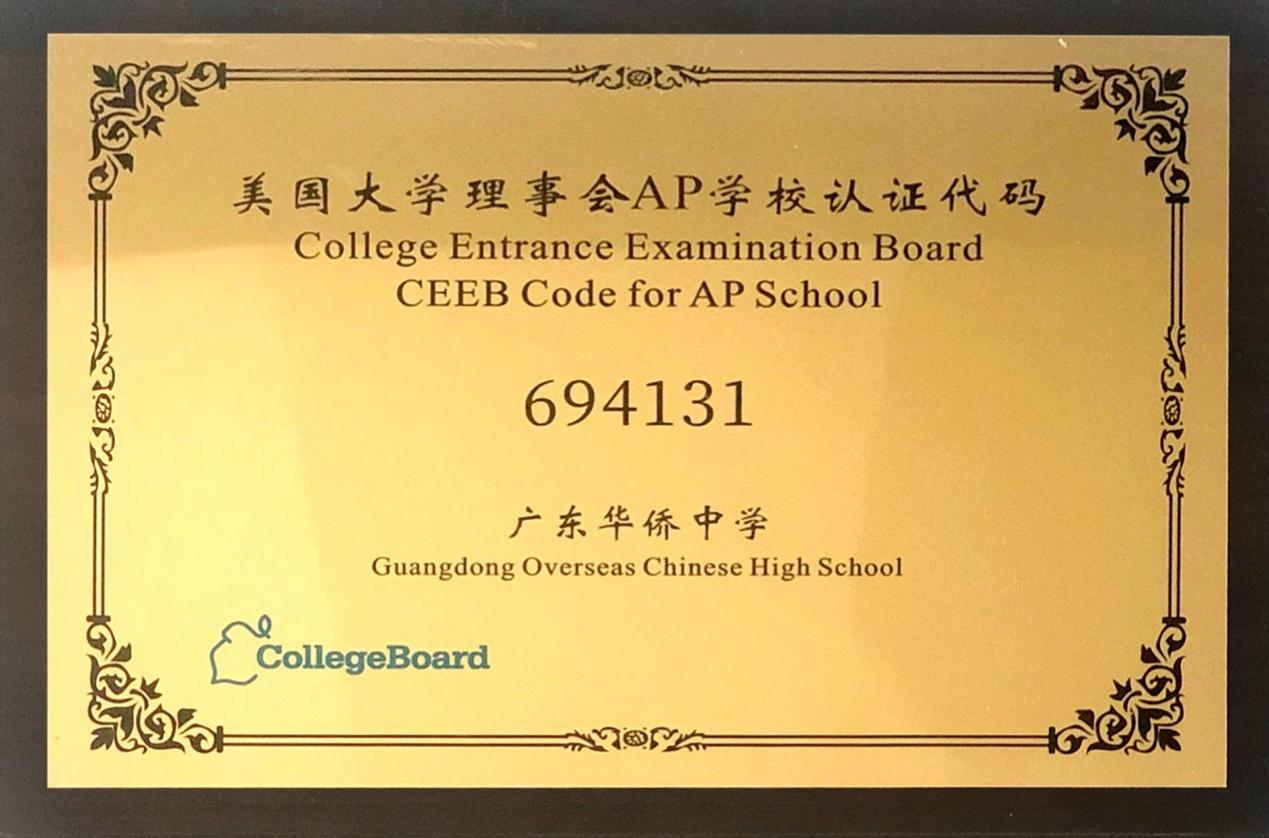 美国大学理事会AP学校认证代码
College Entrance Examination Board
CEEB Code for AP School
694131
广东华侨中学
Guangdong Overseas Chinese High School
CollegeBoard